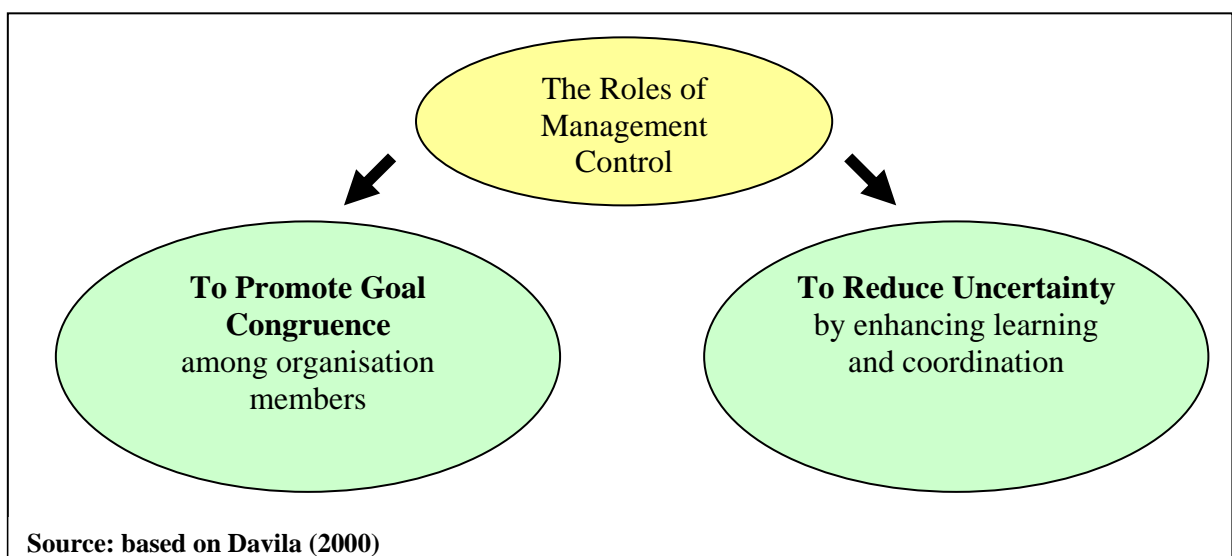 The Roles of
Management
Control
To Promote Goal
Congruence
among organisation
members
To Reduce Uncertainty
by enhancing learning
and coordination
Source: based on Davila (2000)